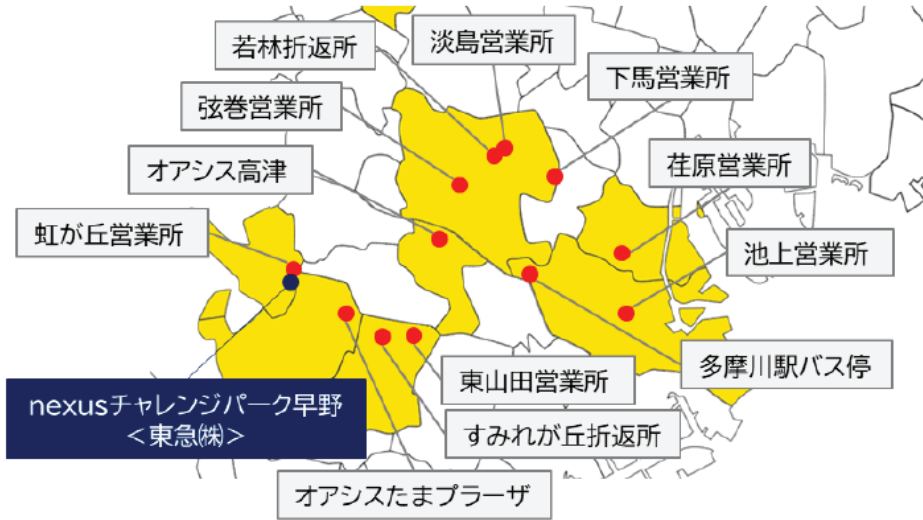 若林折返所
淡島営業所
弦巻営業所
下馬営業所
オアシス高津
荏原営業所
虹が丘営業所
池上営業所
多摩川駅バス停
東山田営業所
nexusチャレンジパーク早野
＜東急㈱＞
すみれが丘折返所
オアシスたまプラーザ